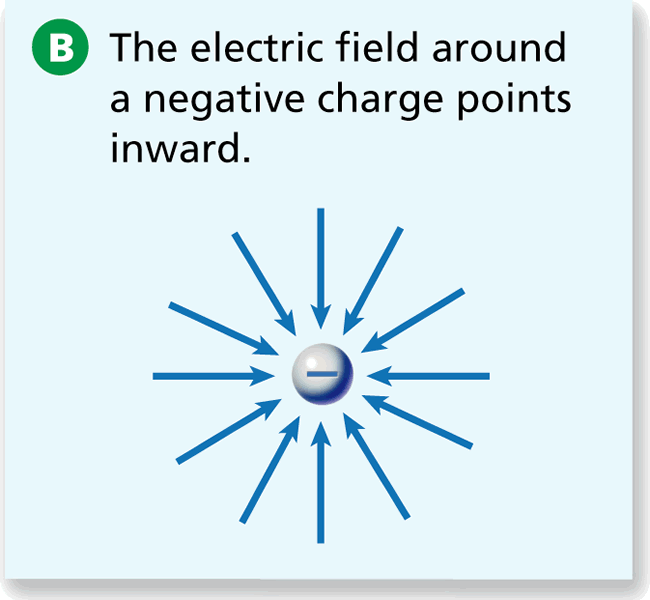 B The electric field around
a negative charge points
inward.
−